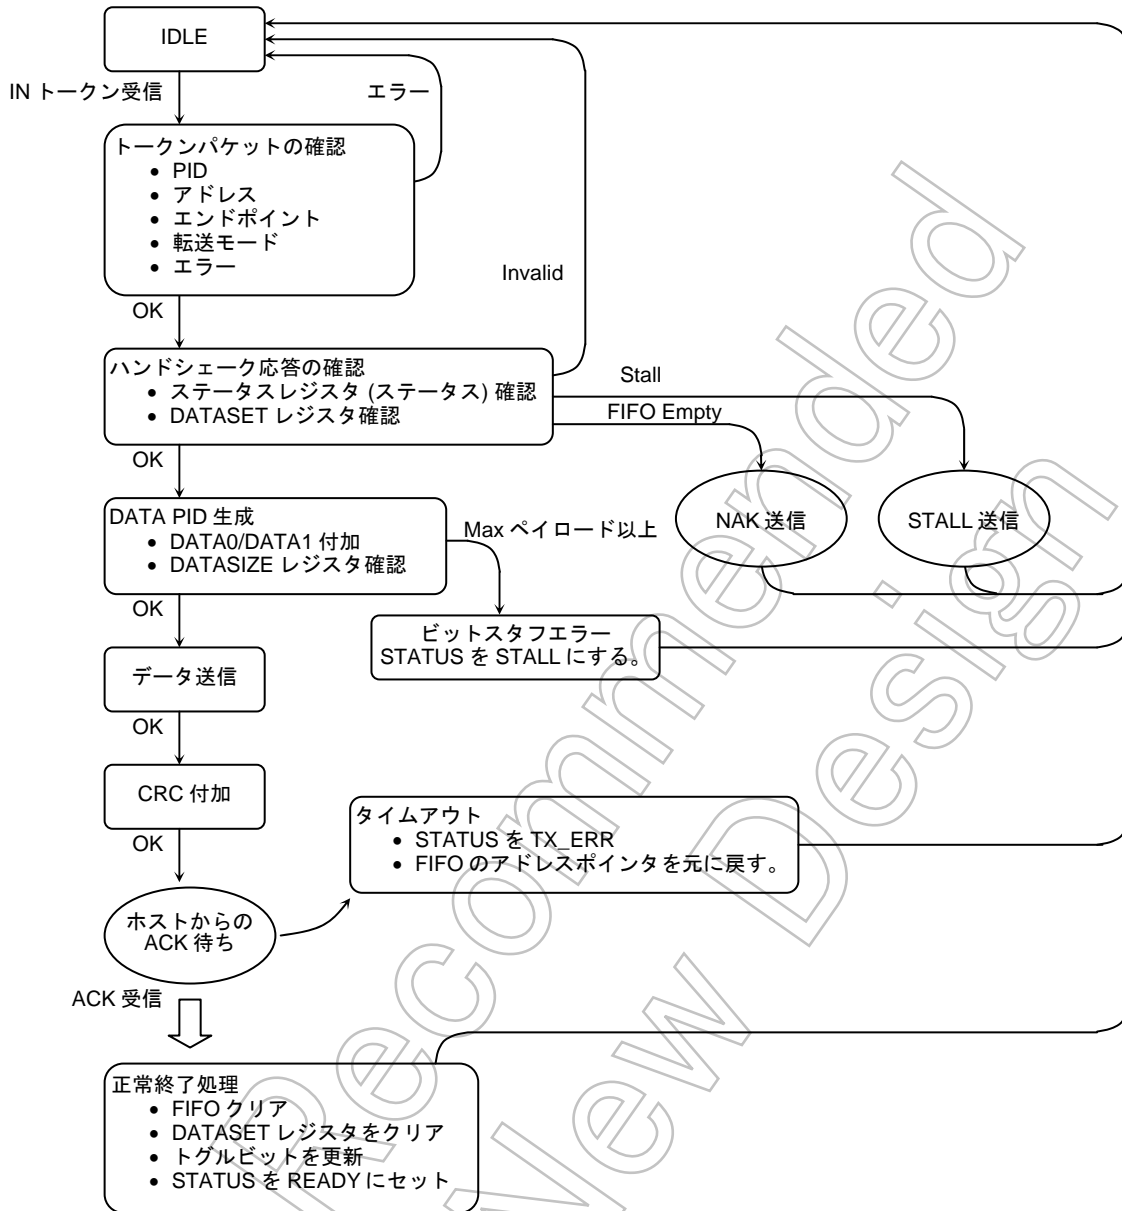 IDLE
IN トークン受信
エラー
トークンパケットの確認
• PID
• アドレス
• エンドポイント
• 転送モード
• エラー
Invalid
OK
ハンドシェーク応答の確認
• ステータスレジスタ (ステータス) 確認
• DATASET レジスタ確認
Stall
FIFO Empty
OK
NAK 送信
STALL 送信
DATA PID 生成
• DATA0/DATA1 付加
• DATASIZE レジスタ確認
Max ペイロード以上
OK
ビットスタフエラー
STATUS を STALL にする。
データ送信
OK
CRC 付加
OK
タイムアウト
• STATUS を TX_ERR
• FIFO のアドレスポインタを元に戻す。
ホストからの
ACK 待ち
ACK 受信
正常終了処理
• FIFO クリア
• DATASET レジスタをクリア
• トグルビットを更新
• STATUS を READY にセット
Recommended
New Design